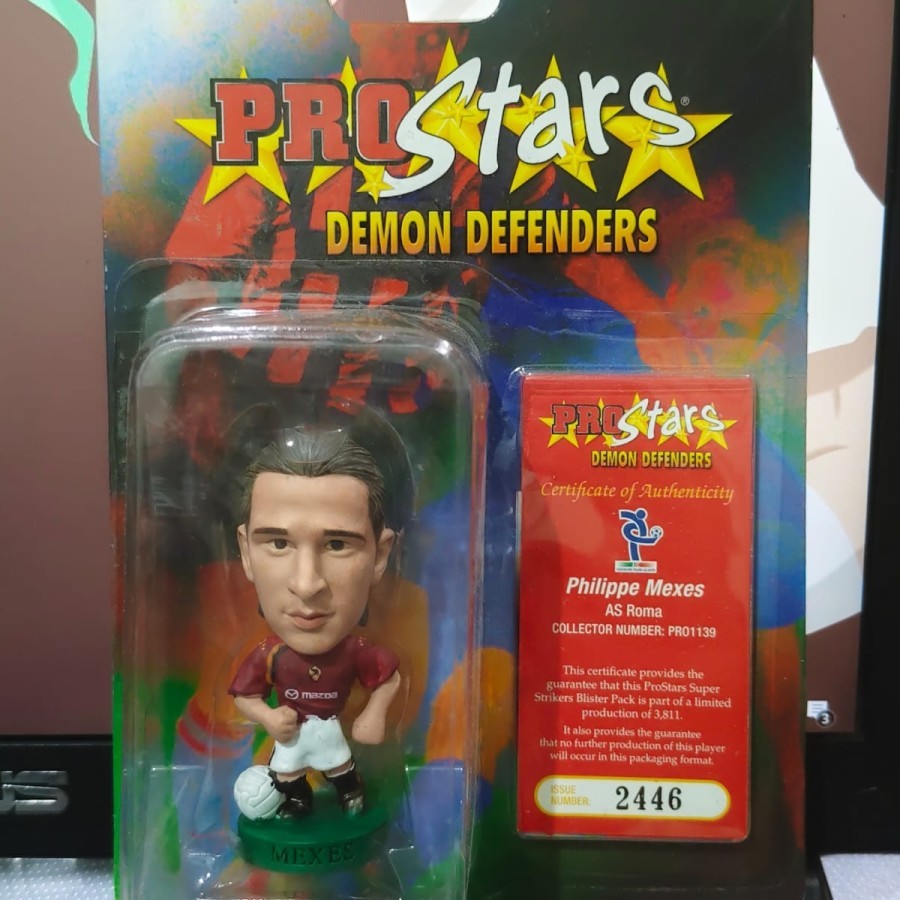 PROStars®
DEMON DEFENDERS
PROStars
DEMON DEFENDERS
Certificate of Authenticity
Philippe Mexes
AS Roma
COLLECTOR NUMBER: PRO1139
This certificate provides the
guarantee that this ProStars Super
Strikers Blister Pack is part of a limited
production of 3,811.
It also provides the guarantee
that no further production of this player
will occur in this packaging format.
ISSUE
NUMBER: 2446
mazda
MEXES
3